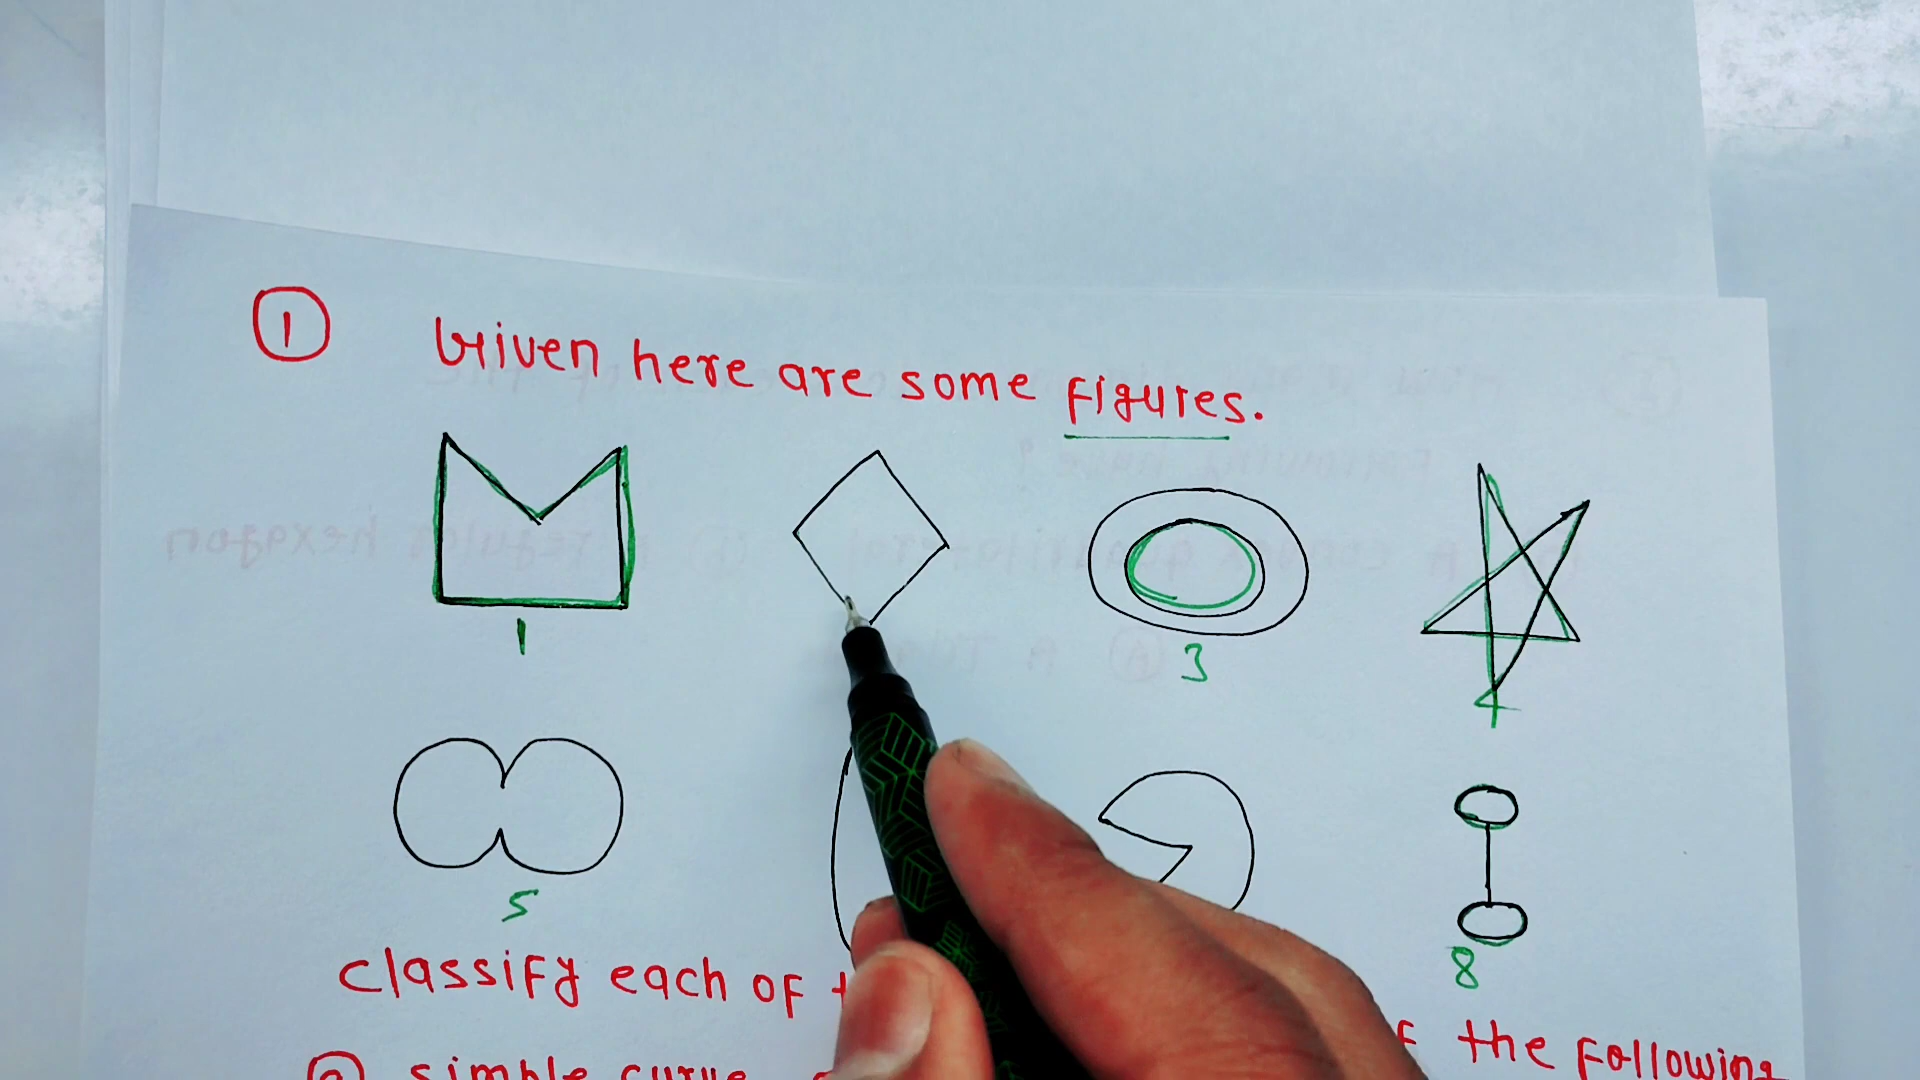 1 Given here are some figures.
1 3 4
5 8
classify each of
f the following
simple curve